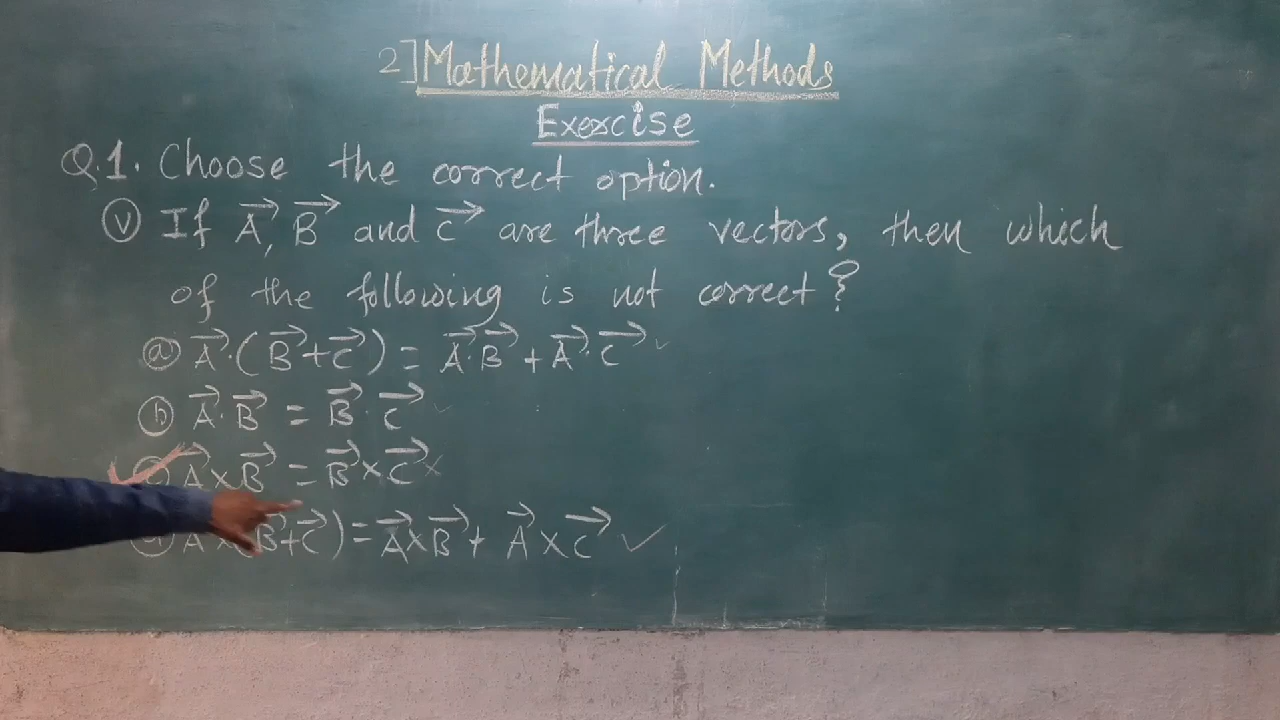 2] Mathematical Methods
Exercise
Q.1. Choose the correct option.
(v) If A⃗, B⃗ and C⃗ are three vectors, then which
of the following is not correct?
(a) A⃗·(B⃗+C⃗) = A⃗·B⃗ + A⃗·C⃗ ✓
(b) A⃗·B⃗ = B⃗·C⃗ ✓
A⃗×B⃗ = B⃗×C⃗ ×
A⃗×(B⃗+C⃗) = A⃗×B⃗ + A⃗×C⃗ ✓